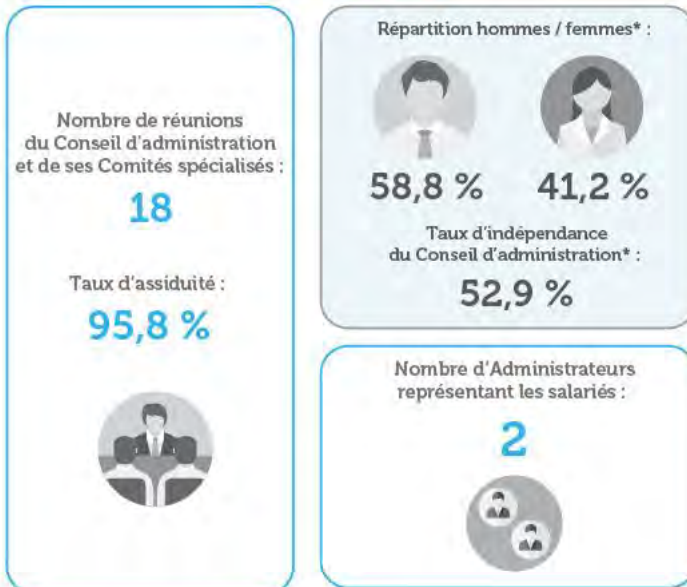 Nombre de réunions
du Conseil d'administration
et de ses Comités spécialisés :
18
Taux d'assiduité :
95,8 %
Répartition hommes / femmes* :
58,8 % 41,2 %
Taux d'indépendance
du Conseil d'administration* :
52,9 %
Nombre d'Administrateurs
représentant les salariés :
2